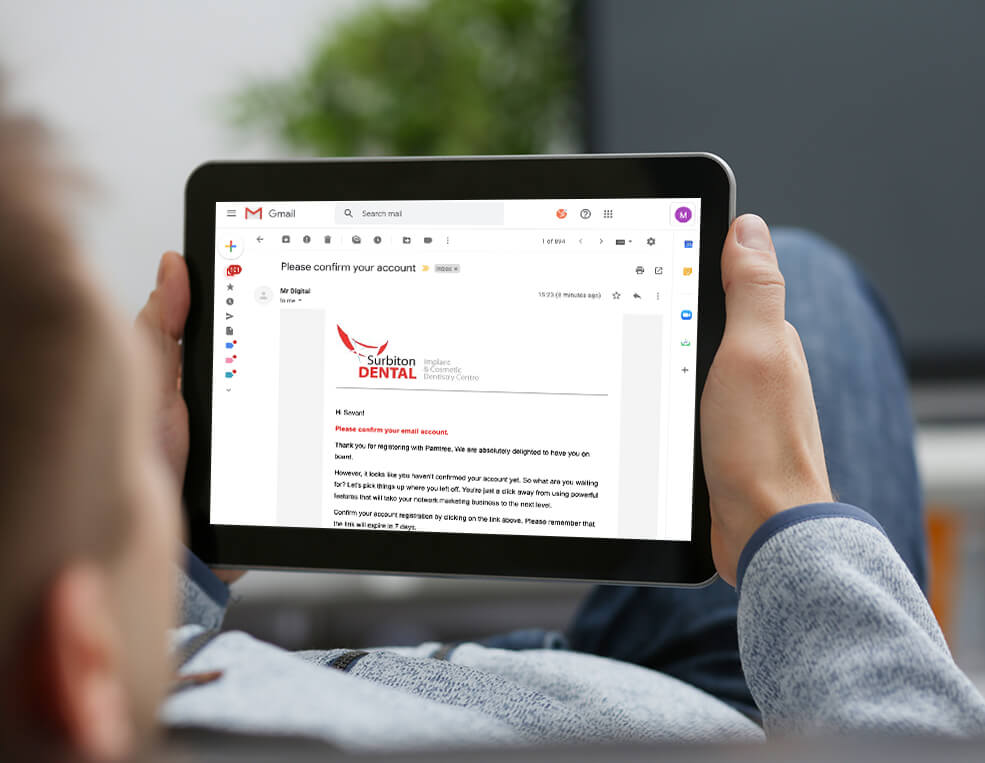 Gmail
Search mail
M
1 of 894
Please confirm your account
Inbox ×
Mr Digital
to me
15:23 (8 minutes ago)
Surbiton
DENTAL
Implant
& Cosmetic
Dentistry Centre
Please confirm your email account.
Thank you for registering with We are absolutely delighted to have you on
board.
However, it looks like you haven't confirmed your account yet. So what are you waiting
for? Let's pick things up where you left off. You're just a click away from using powerful
features that will take your network marketing business to the next level.
Confirm your account registration by clicking on the link above. Please remember that
the link will expire in 7 days.